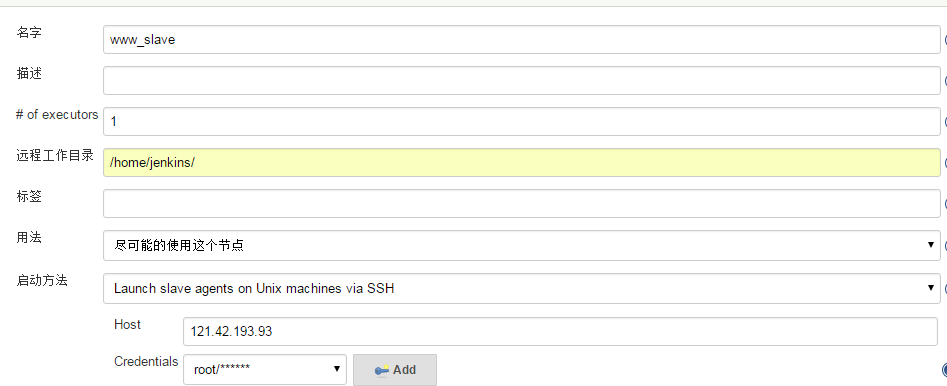 名字 www_slave
描述
# of executors 1
远程工作目录 /home/jenkins/
标签
用法 尽可能的使用这个节点
启动方法 Launch slave agents on Unix machines via SSH
Host 121.42.193.93
Credentials root/****** Add